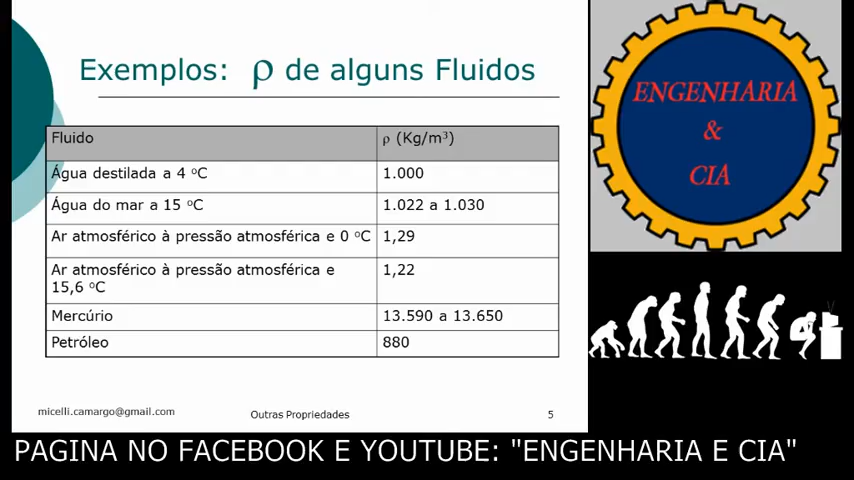 Exemplos: ρ de alguns Fluidos
Fluido ρ (Kg/m³)
Água destilada a 4 ºC 1.000
Água do mar a 15 ºC 1.022 a 1.030
Ar atmosférico à pressão atmosférica e 0 ºC 1,29
Ar atmosférico à pressão atmosférica e 1,22
15,6 ºC
Mercúrio 13.590 a 13.650
Petróleo 880
micelli.camargo@gmail.com Outras Propriedades 5
ENGENHARIA
&
CIA
PAGINA NO FACEBOOK E YOUTUBE: "ENGENHARIA E CIA"